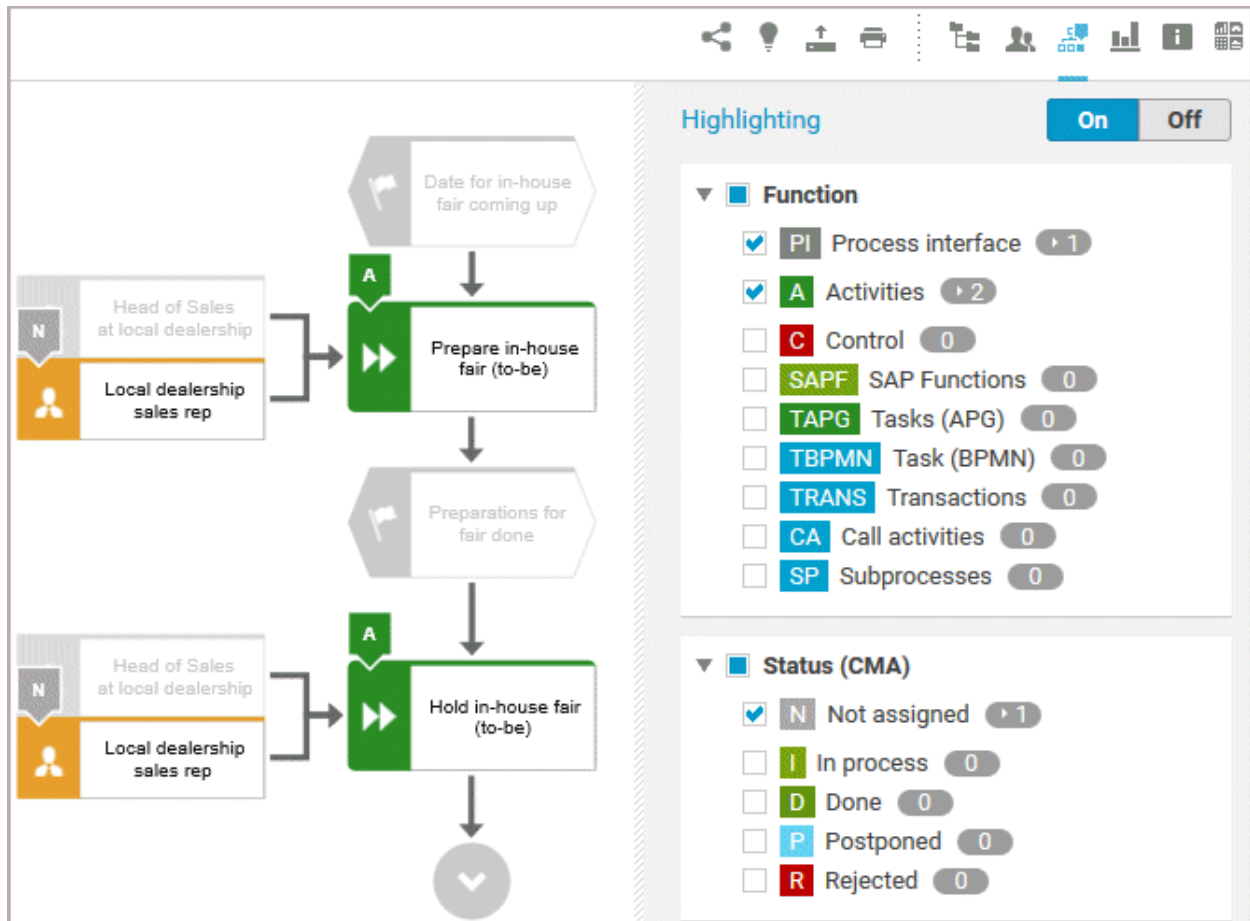 Highlighting
On
Off
Date for in-house
fair coming up
A
Head of Sales
at local dealership
N
Local dealership
sales rep
Prepare in-house
fair (to-be)
Preparations for
fair done
A
Head of Sales
at local dealership
N
Local dealership
sales rep
Hold in-house fair
(to-be)
Function
PI Process interface 1
A Activities 2
C Control 0
SAPF SAP Functions 0
TAPG Tasks (APG) 0
TBPMN Task (BPMN) 0
TRANS Transactions 0
CA Call activities 0
SP Subprocesses 0
Status (CMA)
N Not assigned 1
I In process 0
D Done 0
P Postponed 0
R Rejected 0